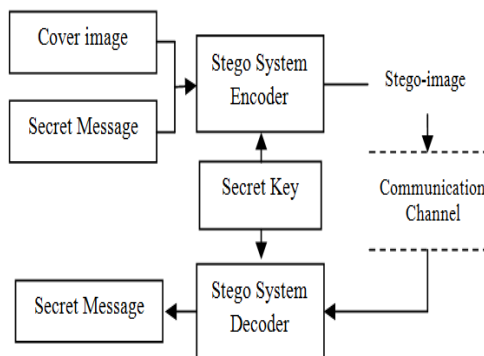 Cover image
Stego System
Encoder
Stego-image
Secret Message
Secret Key
Communication
Channel
Secret Message
Stego System
Decoder